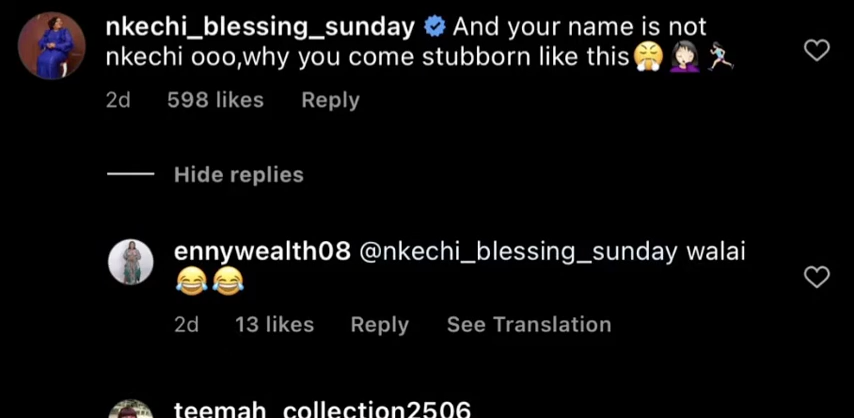 nkechi_blessing_sunday And your name is not
nkechi ooo,why you come stubborn like this😤🤦🏻‍♀️🏃🏻‍♀️
2d 598 likes Reply
Hide replies
ennywealth08 @nkechi_blessing_sunday walai
😂😂
2d 13 likes Reply See Translation
teemah_collection2506